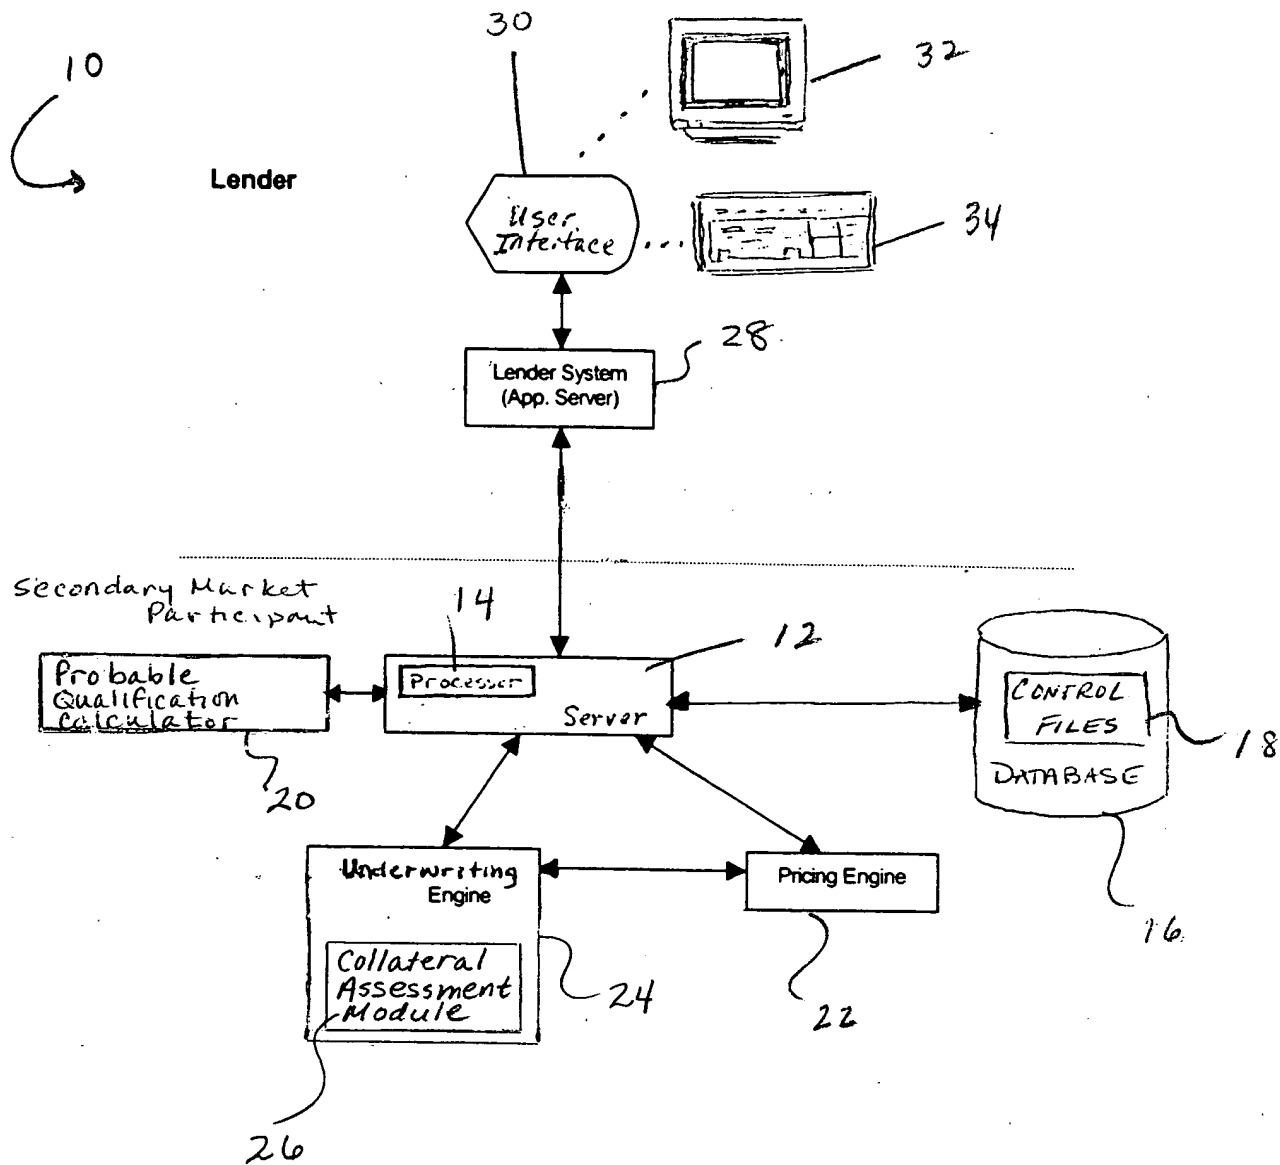 30
32
10
Lender
User
Interface
34
28
Lender System
(App. Server)
Secondary Market
Participant
14
12
Probable
Qualification
Calculator
Processor
Server
CONTROL
FILES
18
DATABASE
20
Underwriting
Engine
Pricing Engine
16
Collateral
Assessment
Module
24
22
26